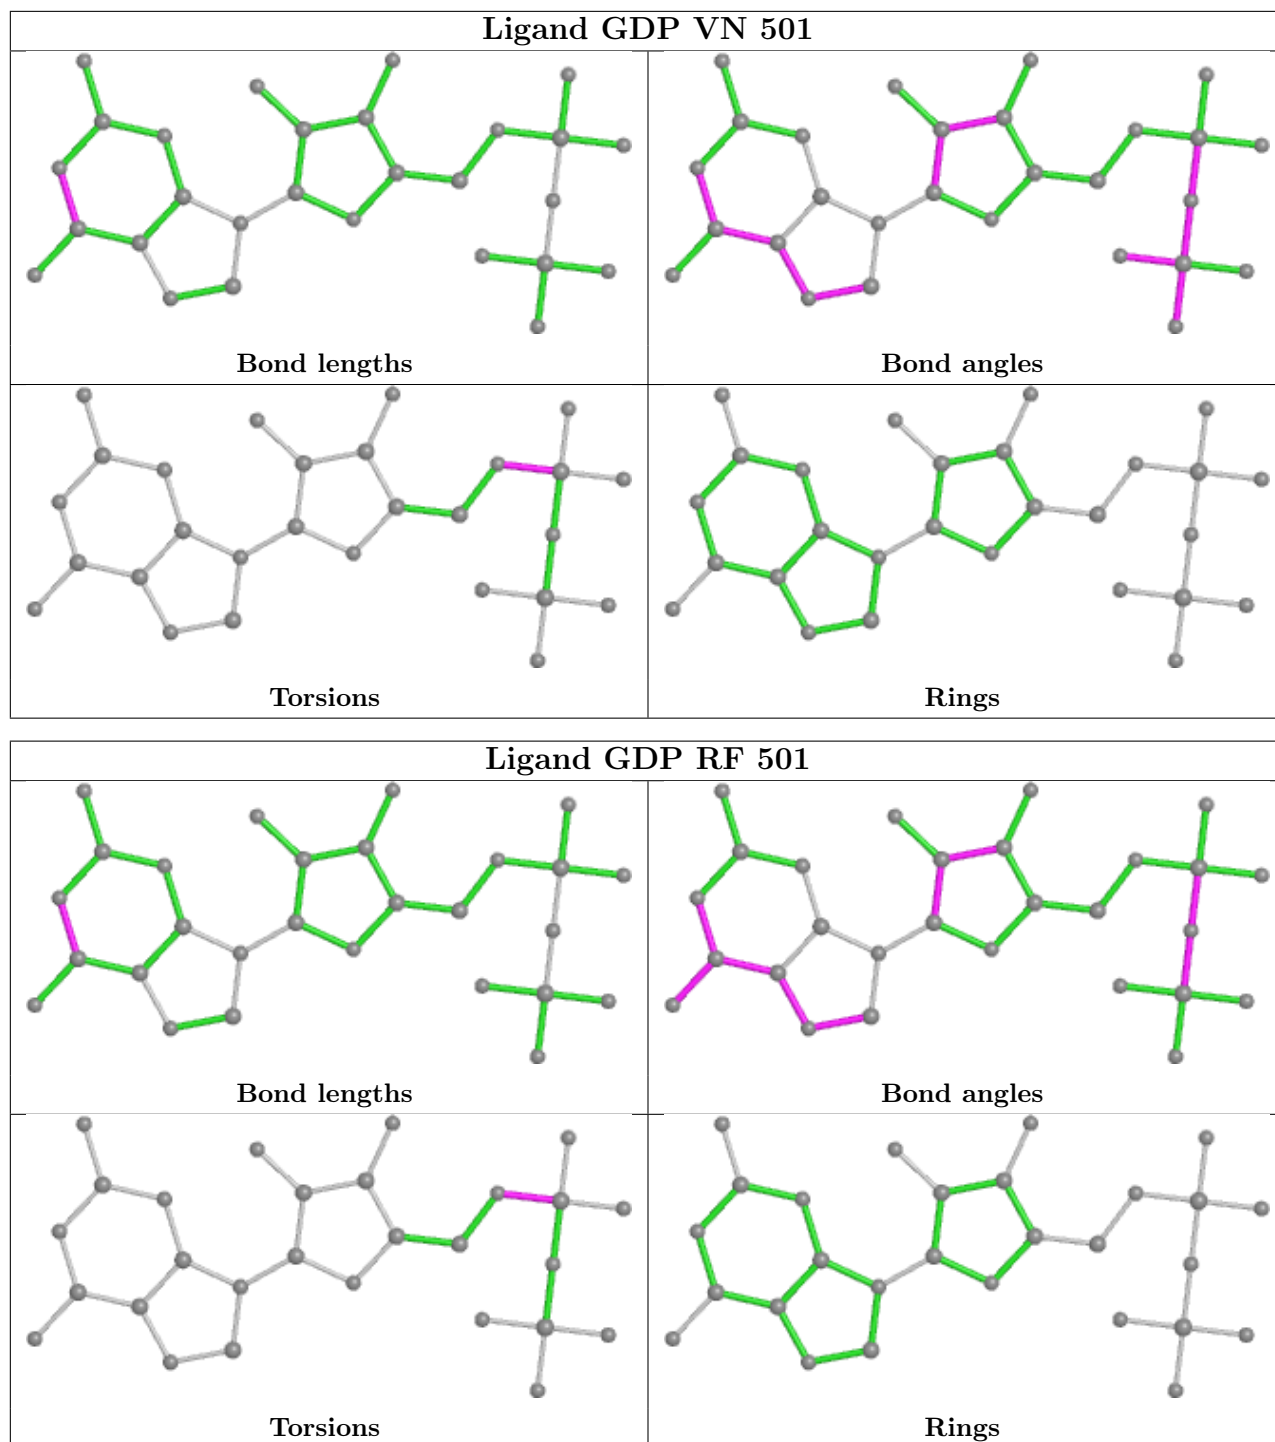 Ligand GDP VN 501
Bond lengths
Bond angles
Torsions
Rings
Ligand GDP RF 501
Bond lengths
Bond angles
Torsions
Rings